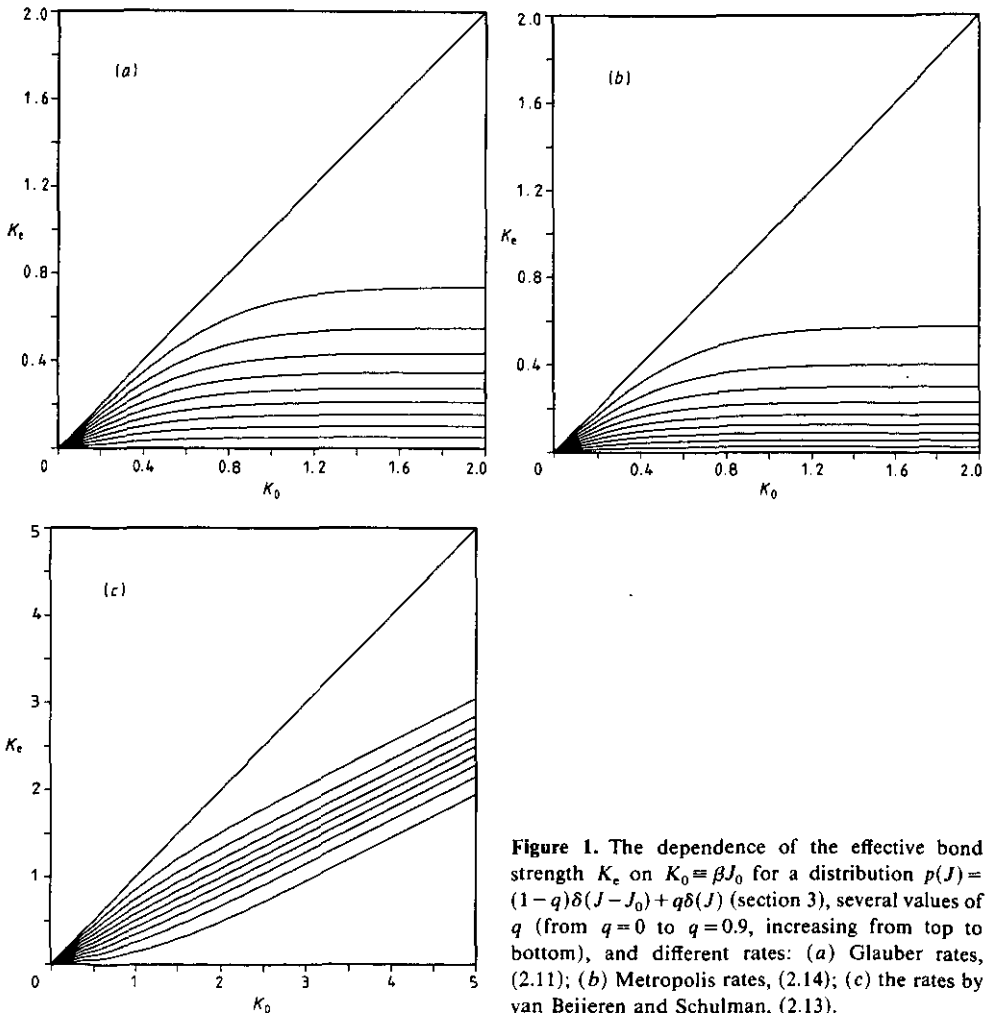 2.0
1.6
1.2
Kₑ
0.8
0.4
0
0.4
0.8
1.2
1.6
2.0
K₀
(a)
2.0
1.6
1.2
Kₑ
0.8
0.4
0
0.4
0.8
1.2
1.6
2.0
K₀
(b)
5
4
3
Kₑ
2
1
0
0
1
2
3
4
5
K₀
(c)
Figure 1. The dependence of the effective bond
strength Kₑ on K₀≡βJ₀ for a distribution p(J)=
(1−q)δ(J−J₀)+qδ(J) (section 3), several values of
q (from q=0 to q=0.9, increasing from top to
bottom), and different rates: (a) Glauber rates,
(2.11); (b) Metropolis rates, (2.14); (c) the rates by
van Beijeren and Schulman, (2.13).